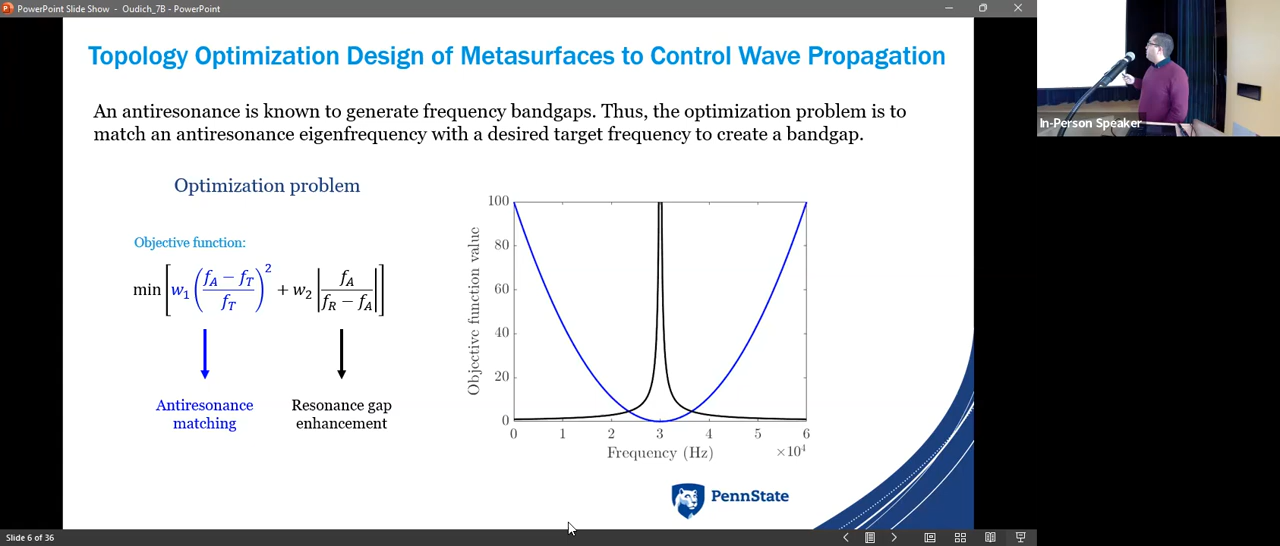 PowerPoint Slide Show - Oudich_7B - PowerPoint
Topology Optimization Design of Metasurfaces to Control Wave Propagation
An antiresonance is known to generate frequency bandgaps. Thus, the optimization problem is to
match an antiresonance eigenfrequency with a desired target frequency to create a bandgap.
In-Person Speaker
Optimization problem
Objective function:
min [ w₁ ( (f_A − f_T) / f_T )² + w₂ | f_A / (f_R − f_A) | ]
Antiresonance
matching
Resonance gap
enhancement
Objective function value
100
80
60
40
20
0
0 1 2 3 4 5 6
Frequency (Hz)
×10⁴
PennState
Slide 6 of 36